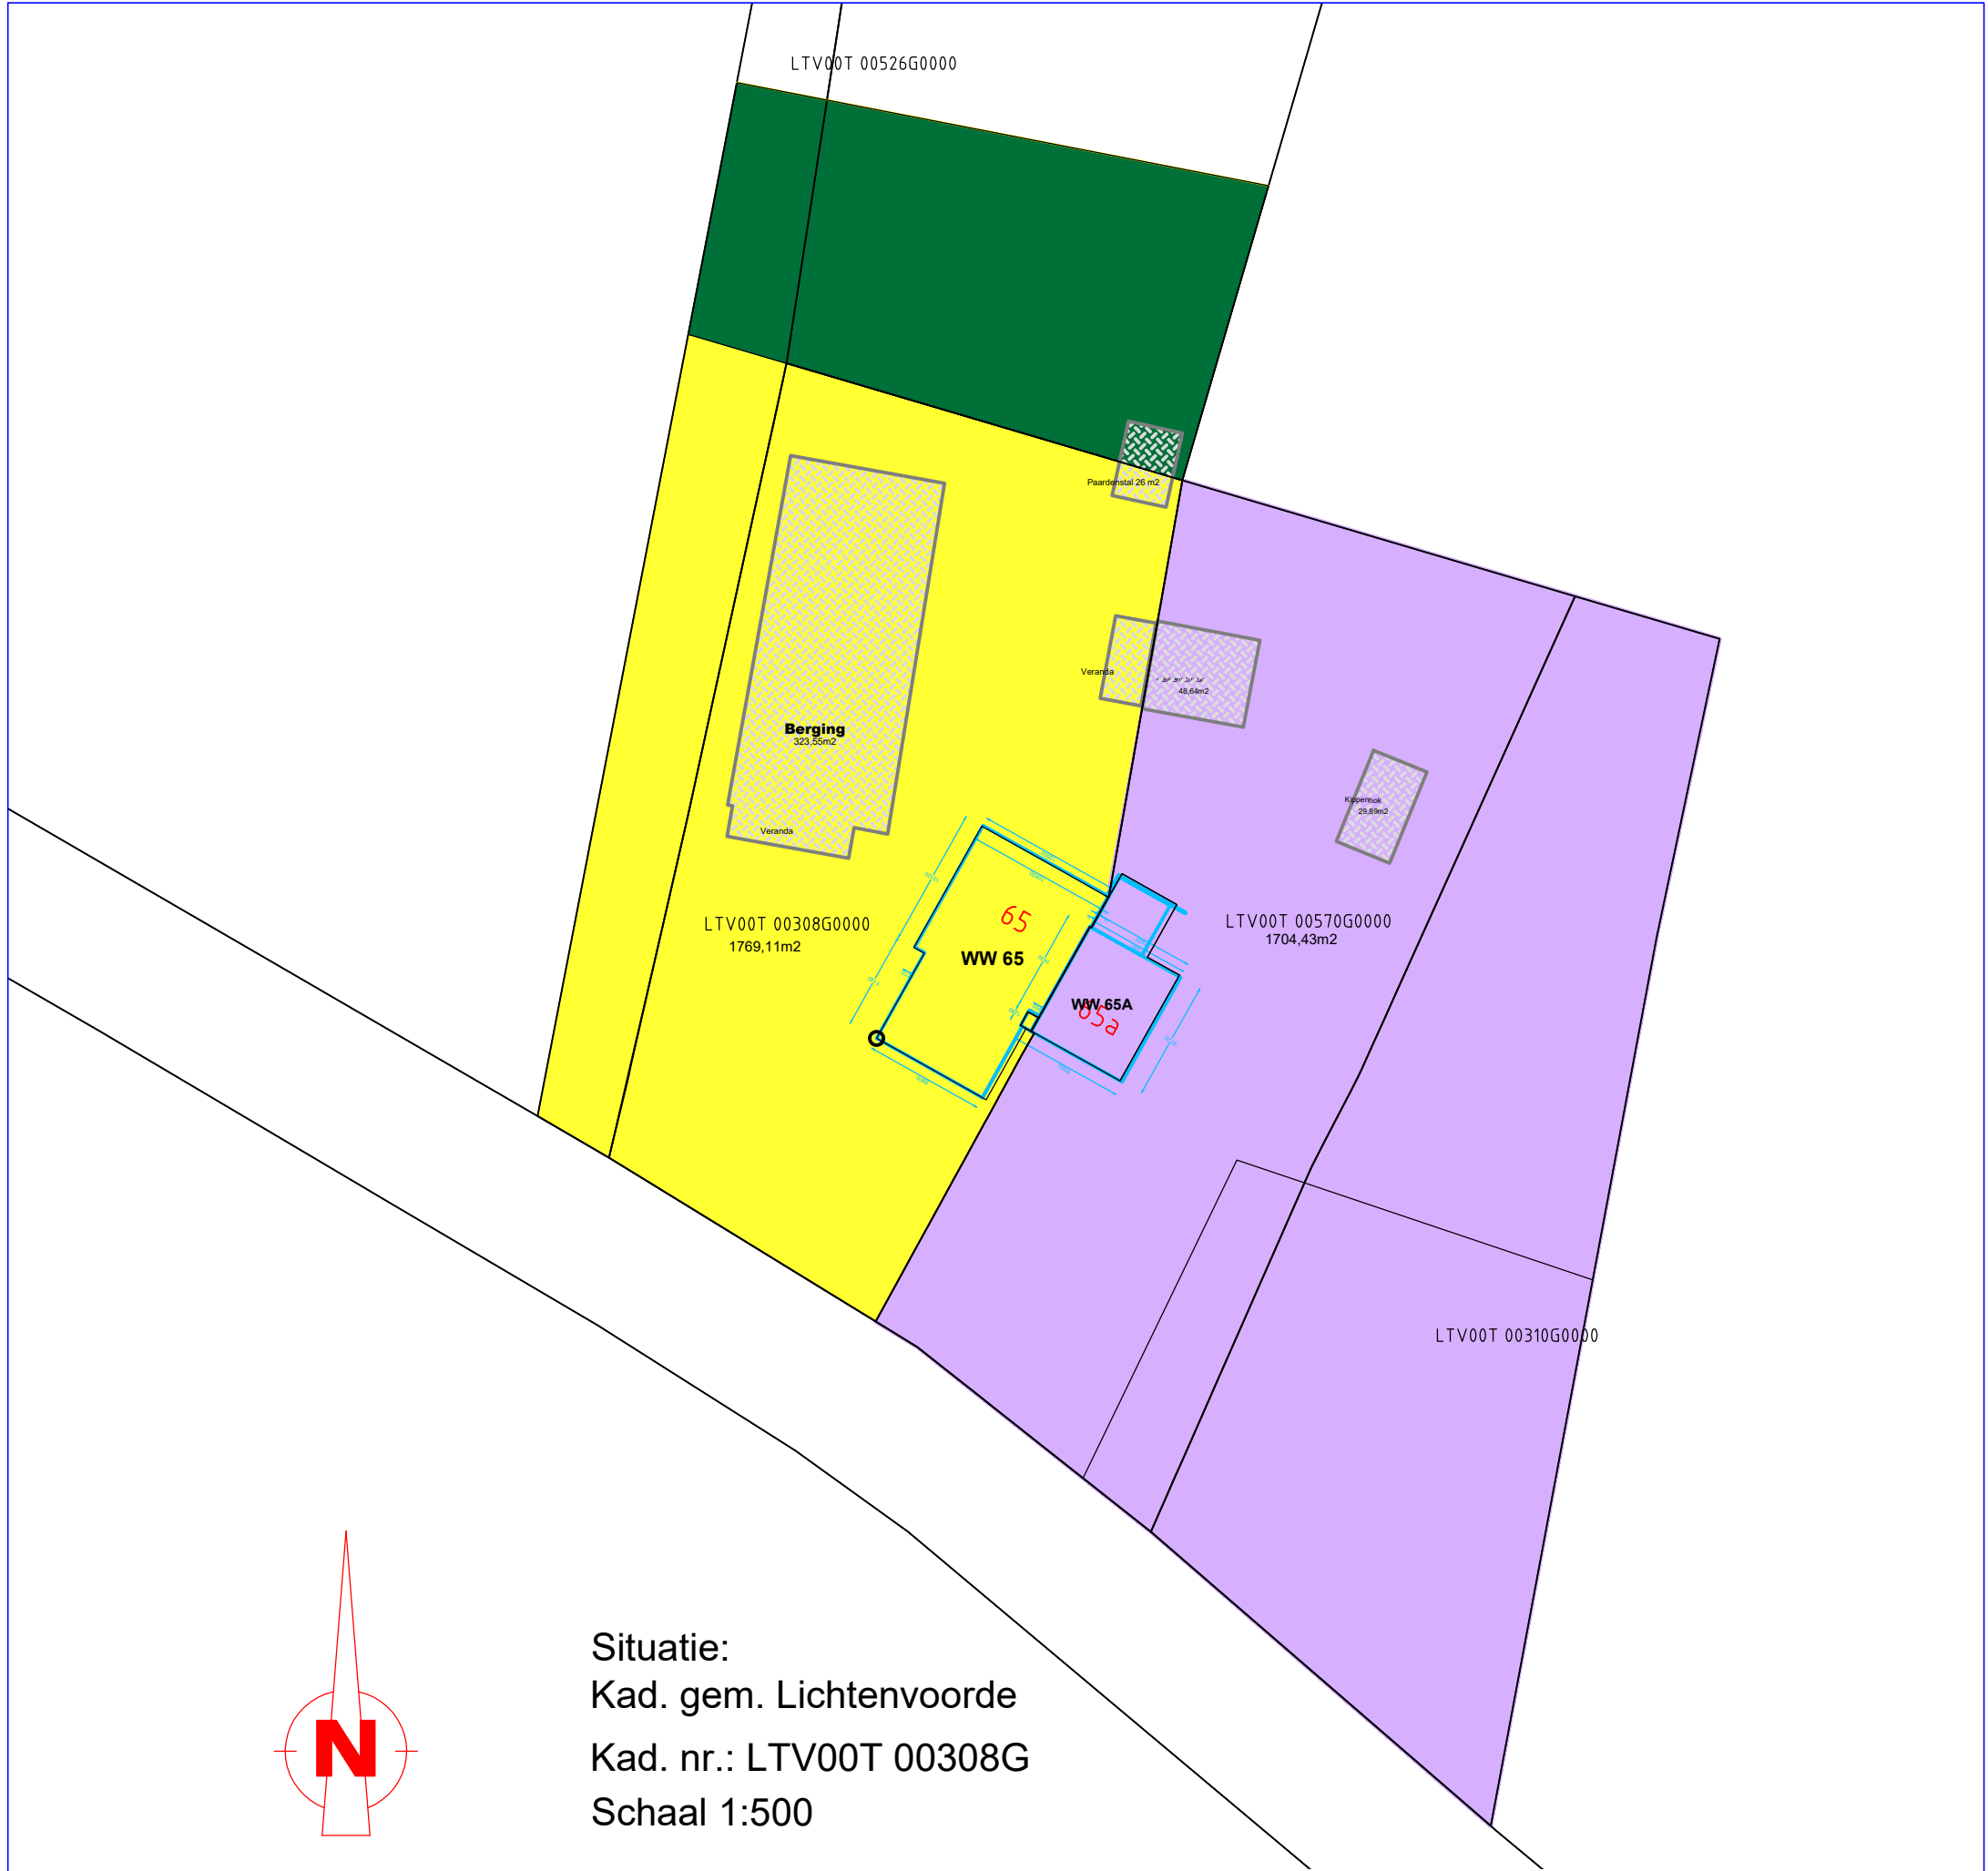 LTV00T 00526G0000
Paardenstal 26 m2
Veranda
48,64m2
Berging
323,55m2
Kippenhok
29,89m2
Veranda
65
LTV00T 00308G0000
1769,11m2
LTV00T 00570G0000
1704,43m2
WW 65
WW 65A
65a
LTV00T 00310G0000
Situatie:
Kad. gem. Lichtenvoorde
N
Kad. nr.: LTV00T 00308G
Schaal 1:500